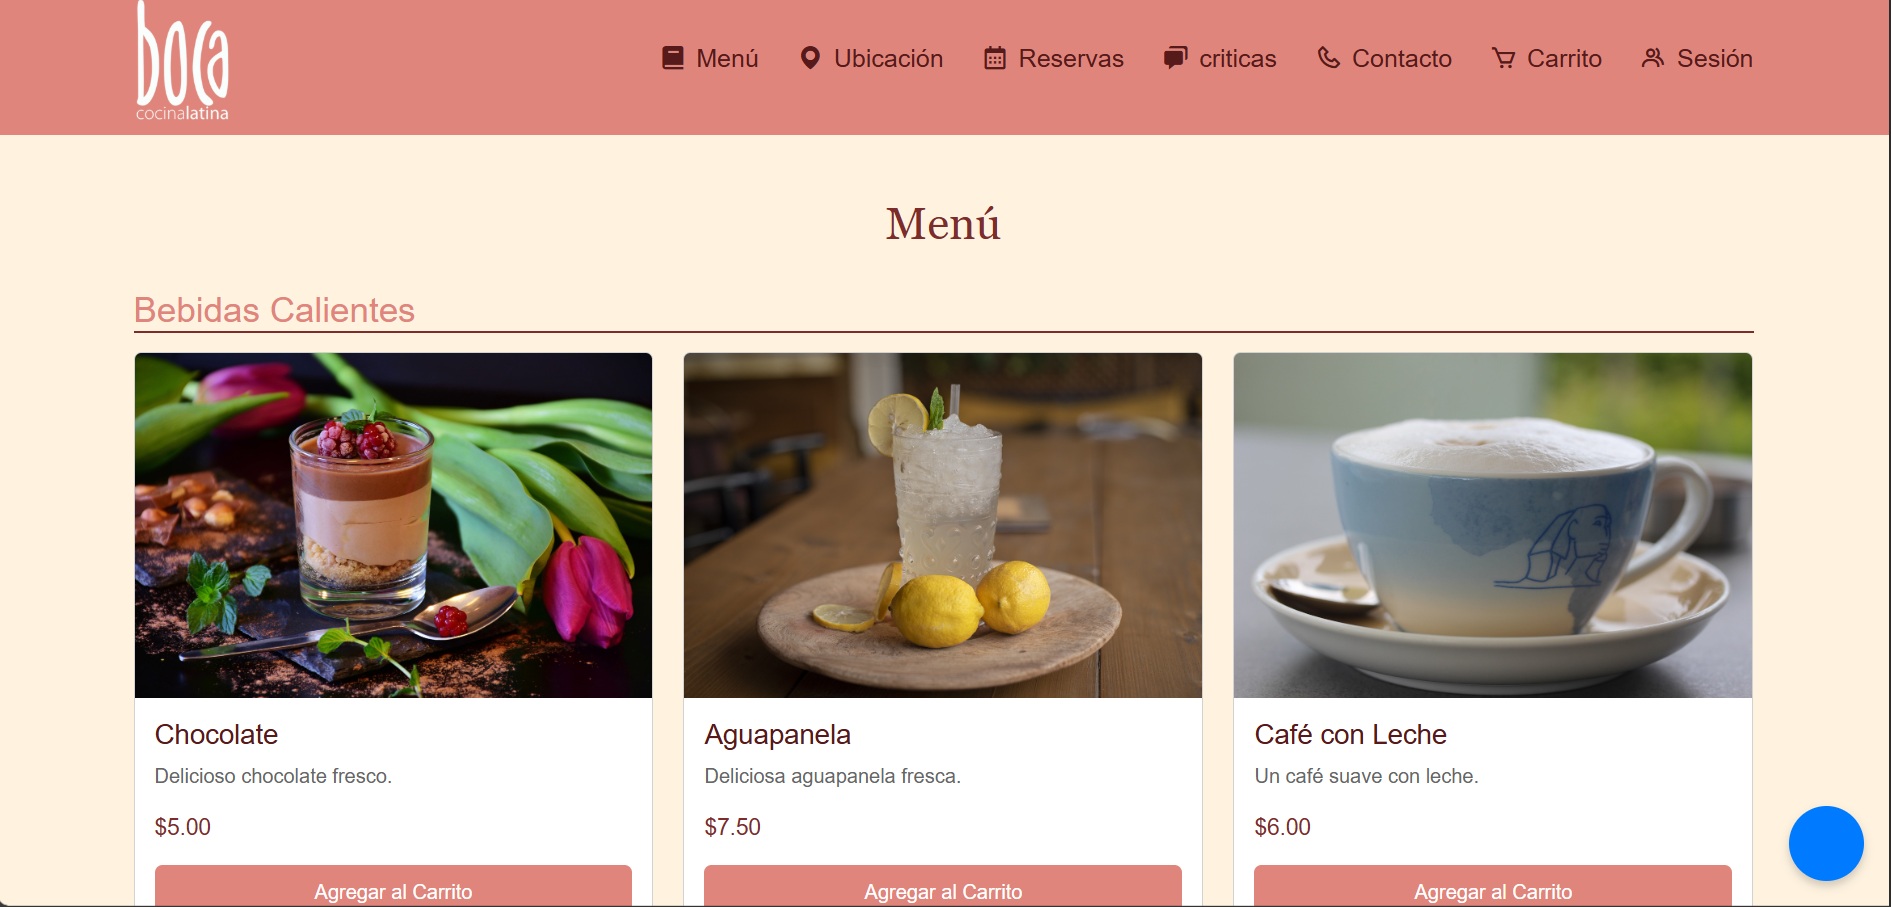 boca
cocinalatina
Menú
Ubicación
Reservas
criticas
Contacto
Carrito
Sesión
Menú
Bebidas Calientes
Chocolate
Delicioso chocolate fresco.
$5.00
Agregar al Carrito
Aguapanela
Deliciosa aguapanela fresca.
$7.50
Agregar al Carrito
Café con Leche
Un café suave con leche.
$6.00
Agregar al Carrito